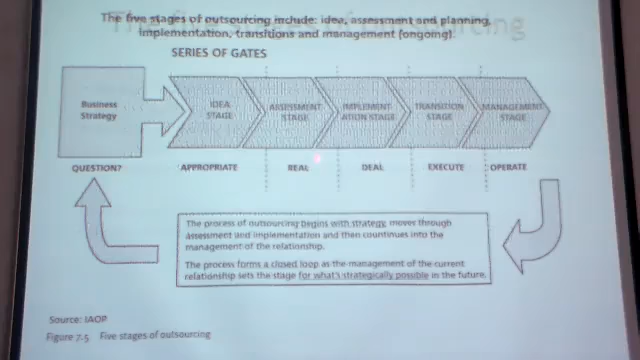 The five stages of outsourcing include: idea, assessment and planning,
implementation, transitions and management (ongoing).
SERIES OF GATES
Business
Strategy
IDEA
STAGE
ASSESSMENT
STAGE
IMPLEMENT
ATION STAGE
TRANSITION
STAGE
MANAGEMENT
STAGE
QUESTION?
APPROPRIATE
REAL
DEAL
EXECUTE
OPERATE
The process of outsourcing begins with strategy, moves through
assessment and implementation and then countinues into the
management of the relationship.
The process forms a closed loop as the management of the current
relationship sets the stage for what's strategically possible in the future.
Source: IAOP
Figure 7.5 Five stages of outsourcing